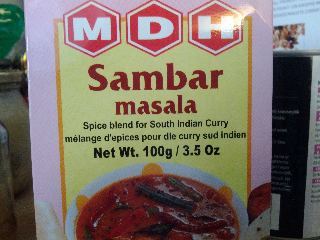 MDH
Sambar
masala
Spice blend for South Indian Curry
mélange d'epices pour dle curry sud indien
Net Wt. 100g / 3.5 Oz